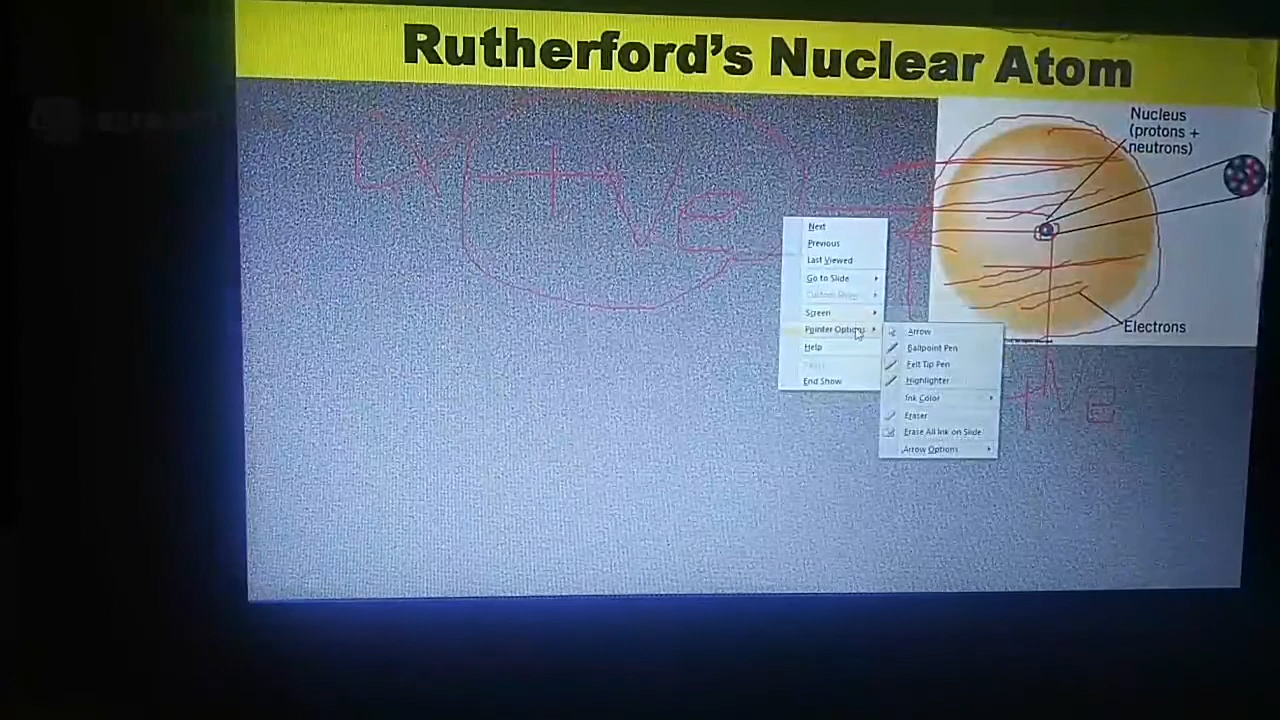 Rutherford's Nuclear Atom
Nucleus
(protons +
neutrons)
Electrons
α +ve
+ve
Next
Previous
Last Viewed
Go to Slide
Custom Show
Screen
Pointer Options
Help
End Show
Arrow
Ballpoint Pen
Felt Tip Pen
Highlighter
Ink Color
Eraser
Erase All Ink on Slide
Arrow Options